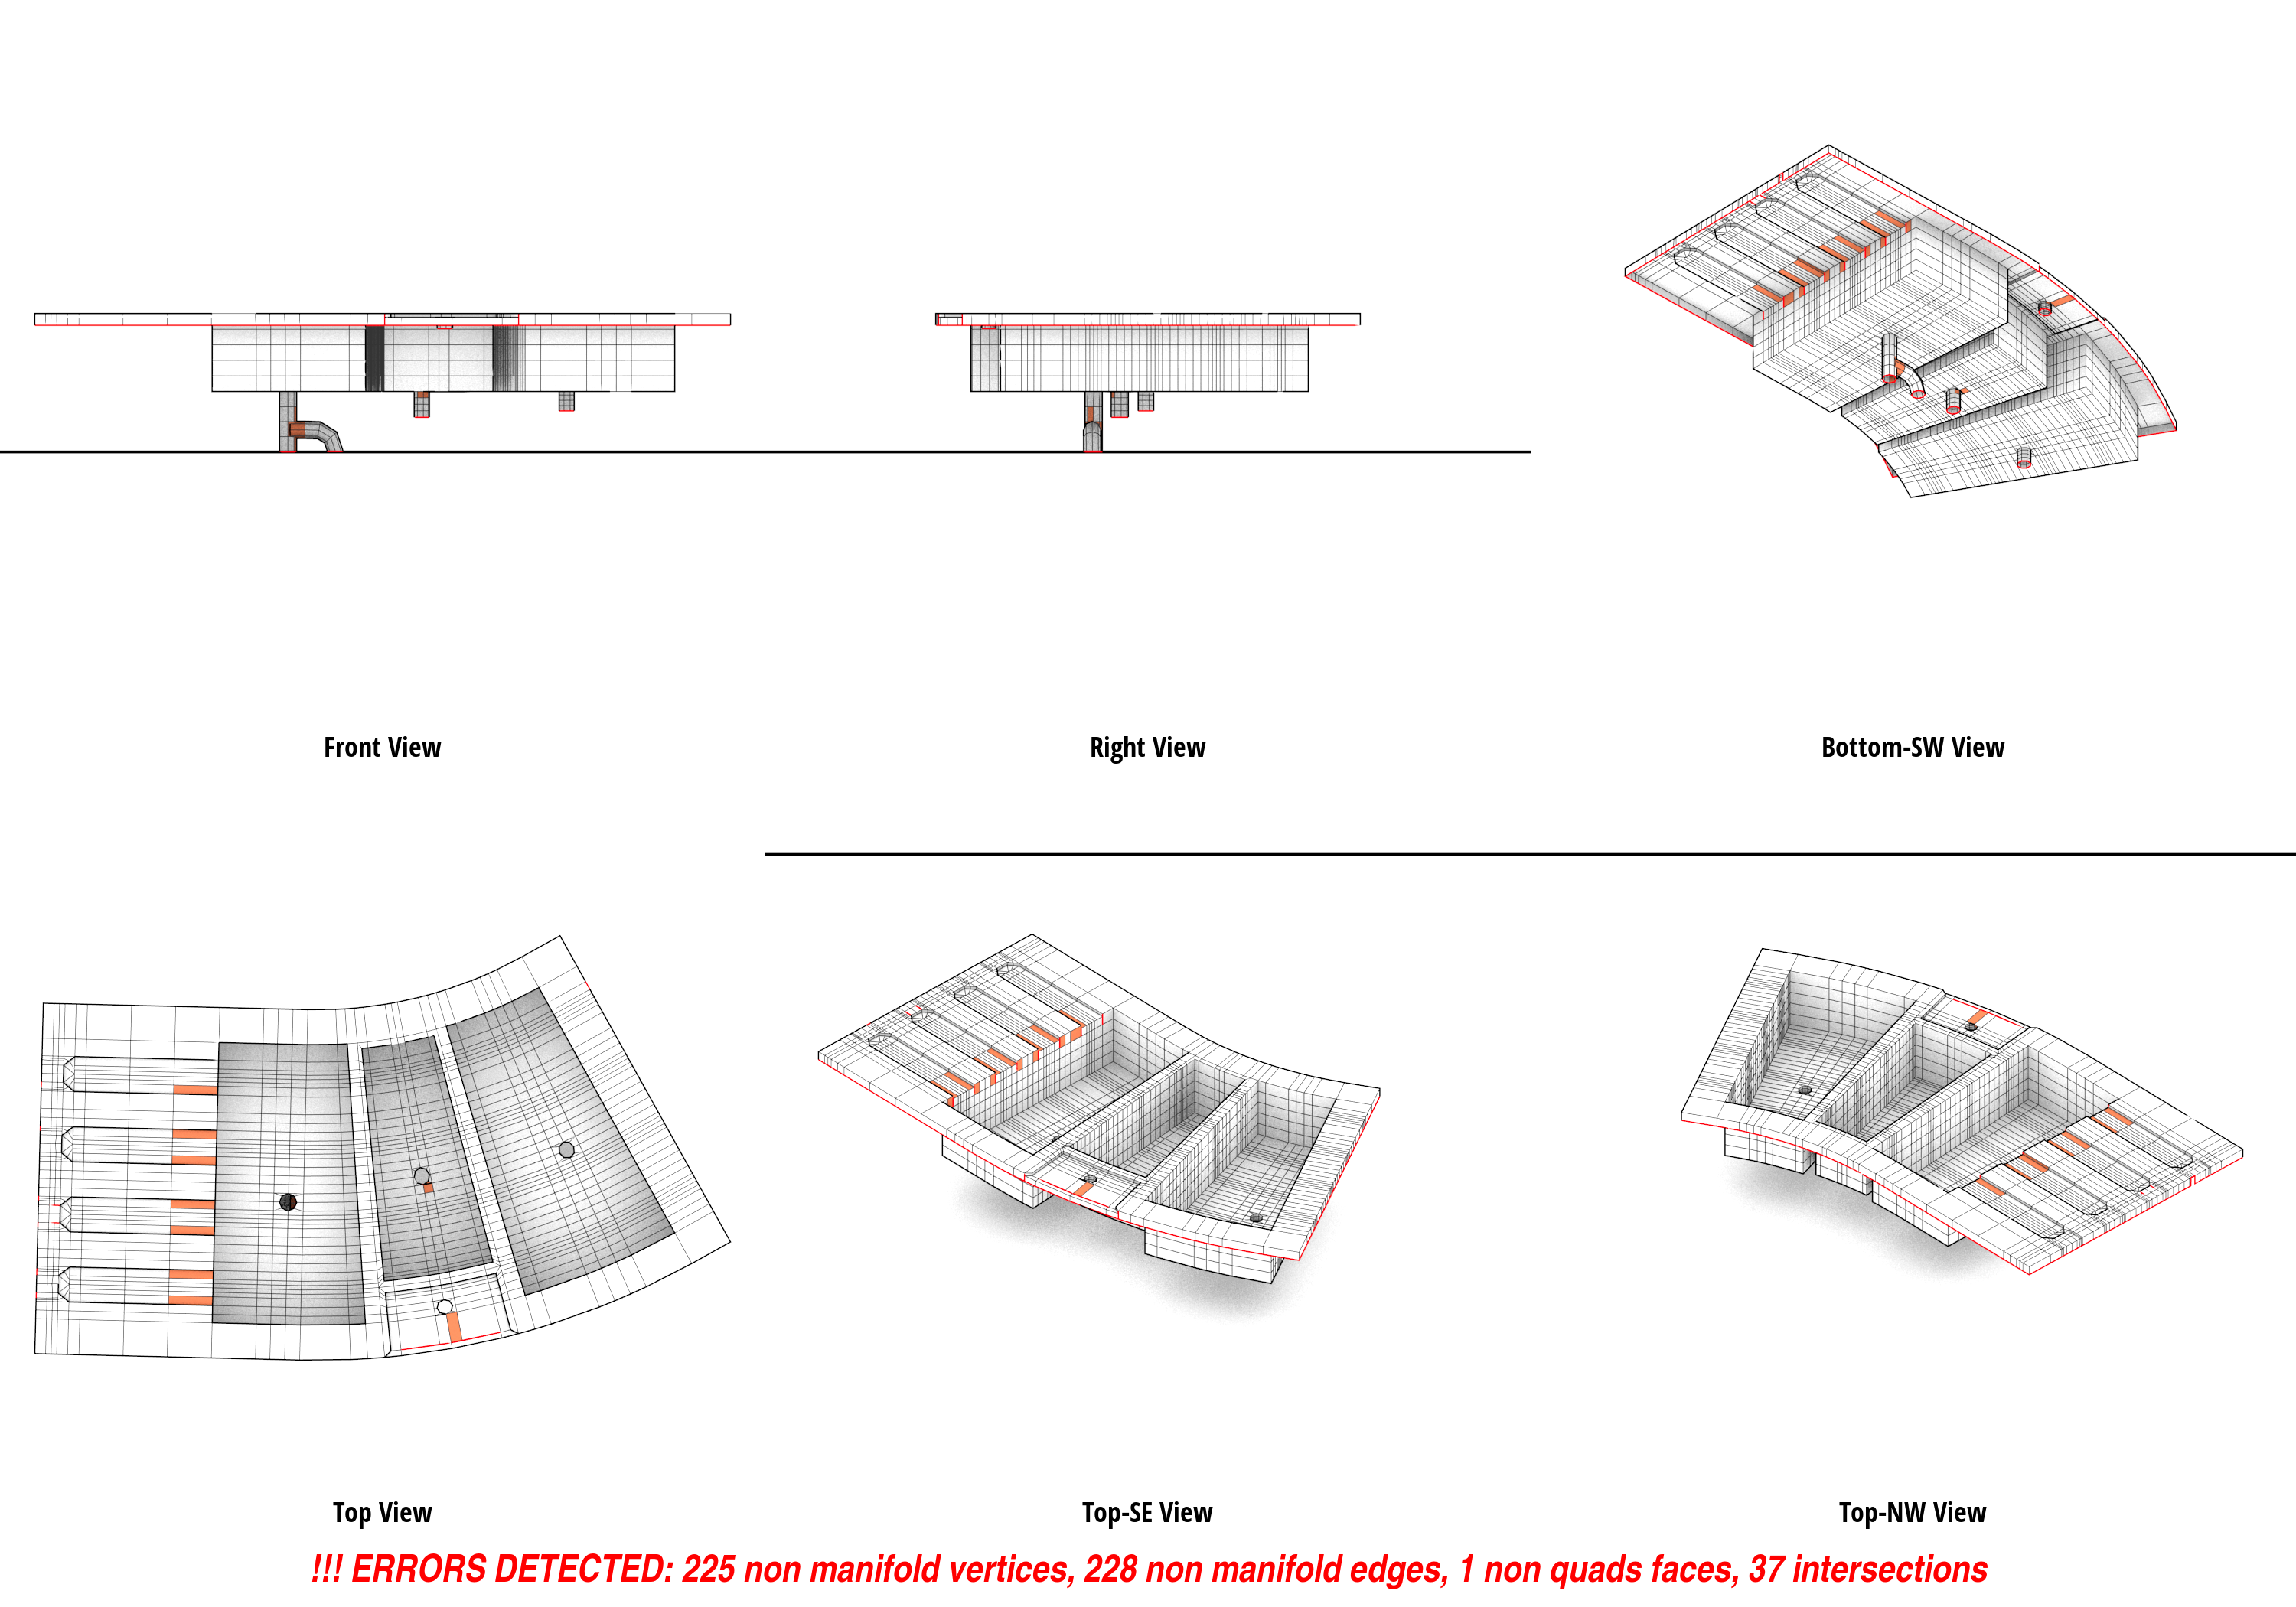 Front View
Right View
Bottom-SW View
Top View
Top-SE View
Top-NW View
!!! ERRORS DETECTED: 225 non manifold vertices, 228 non manifold edges, 1 non quads faces, 37 intersections